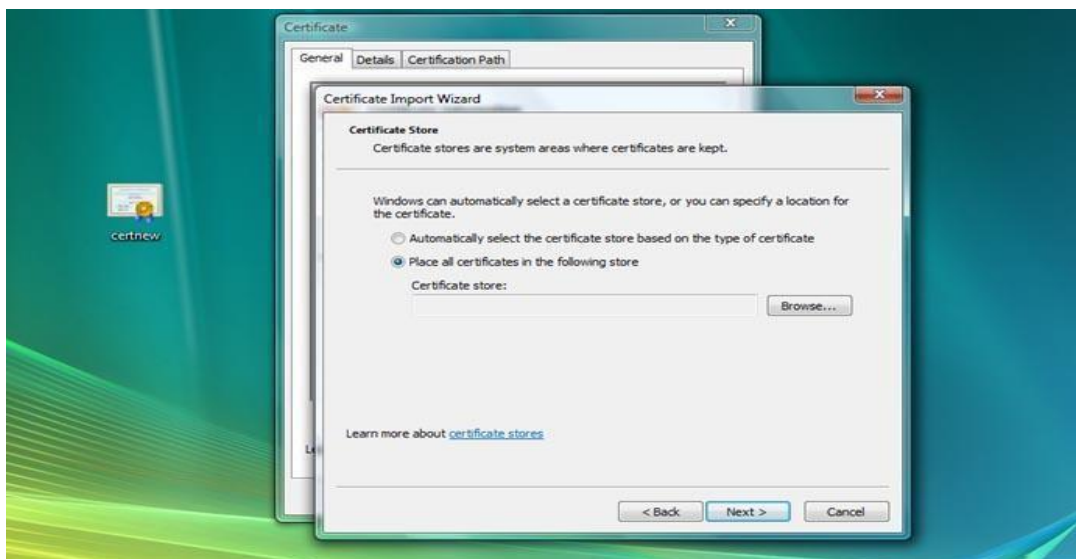 Certificate
General Details Certification Path
Certificate Import Wizard
Certificate Store
Certificate stores are system areas where certificates are kept.
Windows can automatically select a certificate store, or you can specify a location for
the certificate.
Automatically select the certificate store based on the type of certificate
Place all certificates in the following store
Certificate store:
Browse...
certnew
Learn more about certificate stores
< Back Next > Cancel